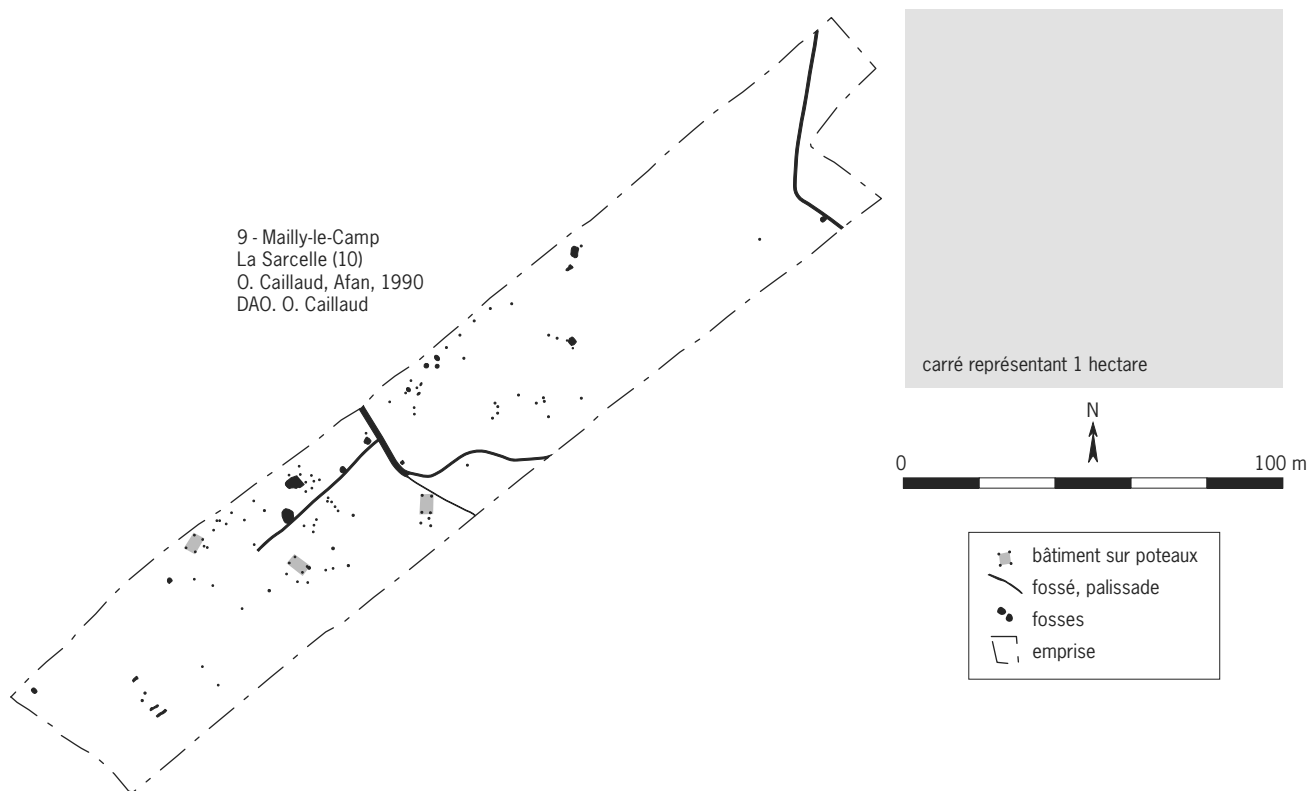 9 - Mailly-le-Camp
La Sarcelle (10)
O. Caillaud, Afan, 1990
DAO. O. Caillaud
carré représentant 1 hectare
N
0
100 m
bâtiment sur poteaux
fossé, palissade
fosses
emprise